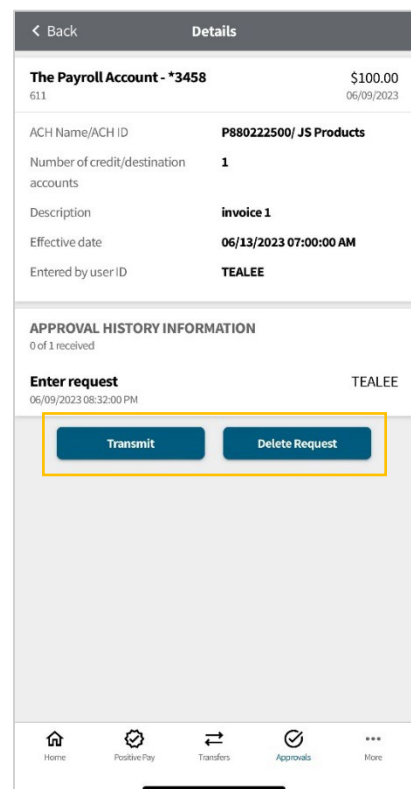 Back Details
The Payroll Account - *3458 $100.00
611 06/09/2023
ACH Name/ACH ID P880222500/ JS Products
Number of credit/destination 1
accounts
Description invoice 1
Effective date 06/13/2023 07:00:00 AM
Entered by user ID TEALEE
APPROVAL HISTORY INFORMATION
0 of 1 received
Enter request TEALEE
06/09/2023 08:32:00 PM
Transmit Delete Request
Home Positive Pay Transfers Approvals More